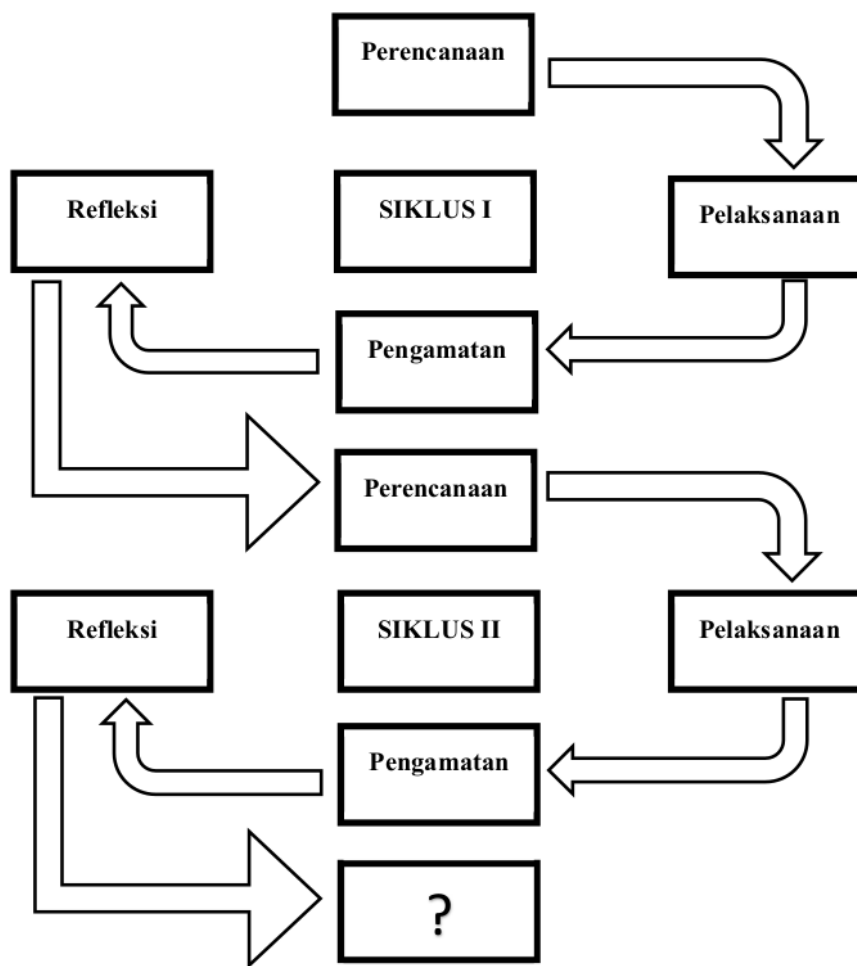 Perencanaan
Refleksi
SIKLUS I
Pelaksanaan
Pengamatan
Perencanaan
Refleksi
SIKLUS II
Pelaksanaan
Pengamatan
?